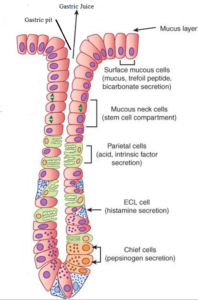 Gastric Juice
Gastric pit
Mucus layer
Surface mucous cells
(mucus, trefoil peptide,
bicarbonate secretion)
Mucous neck cells
(stem cell compartment)
Parietal cells
(acid, intrinsic factor
secretion)
ECL cell
(histamine secretion)
Chief cells
(pepsinogen secretion)